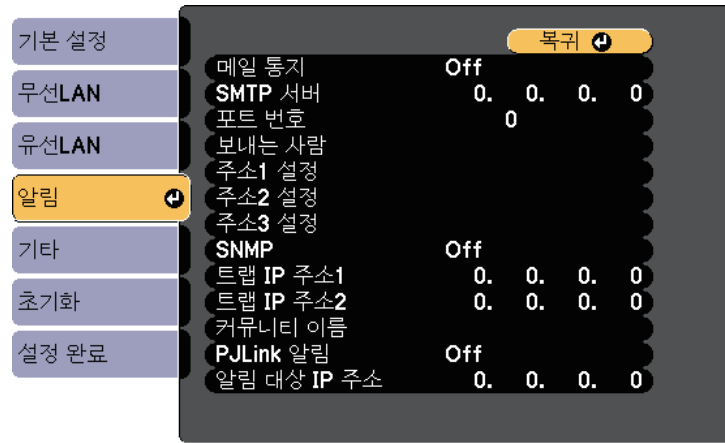 기본 설정
무선LAN
유선LAN
알림
기타
초기화
설정 완료
복귀
메일 통지 Off
SMTP 서버 0. 0. 0. 0
포트 번호 0
보내는 사람
주소1 설정
주소2 설정
주소3 설정
SNMP Off
트랩 IP 주소1 0. 0. 0. 0
트랩 IP 주소2 0. 0. 0. 0
커뮤니티 이름
PJLink 알림 Off
알림 대상 IP 주소 0. 0. 0. 0